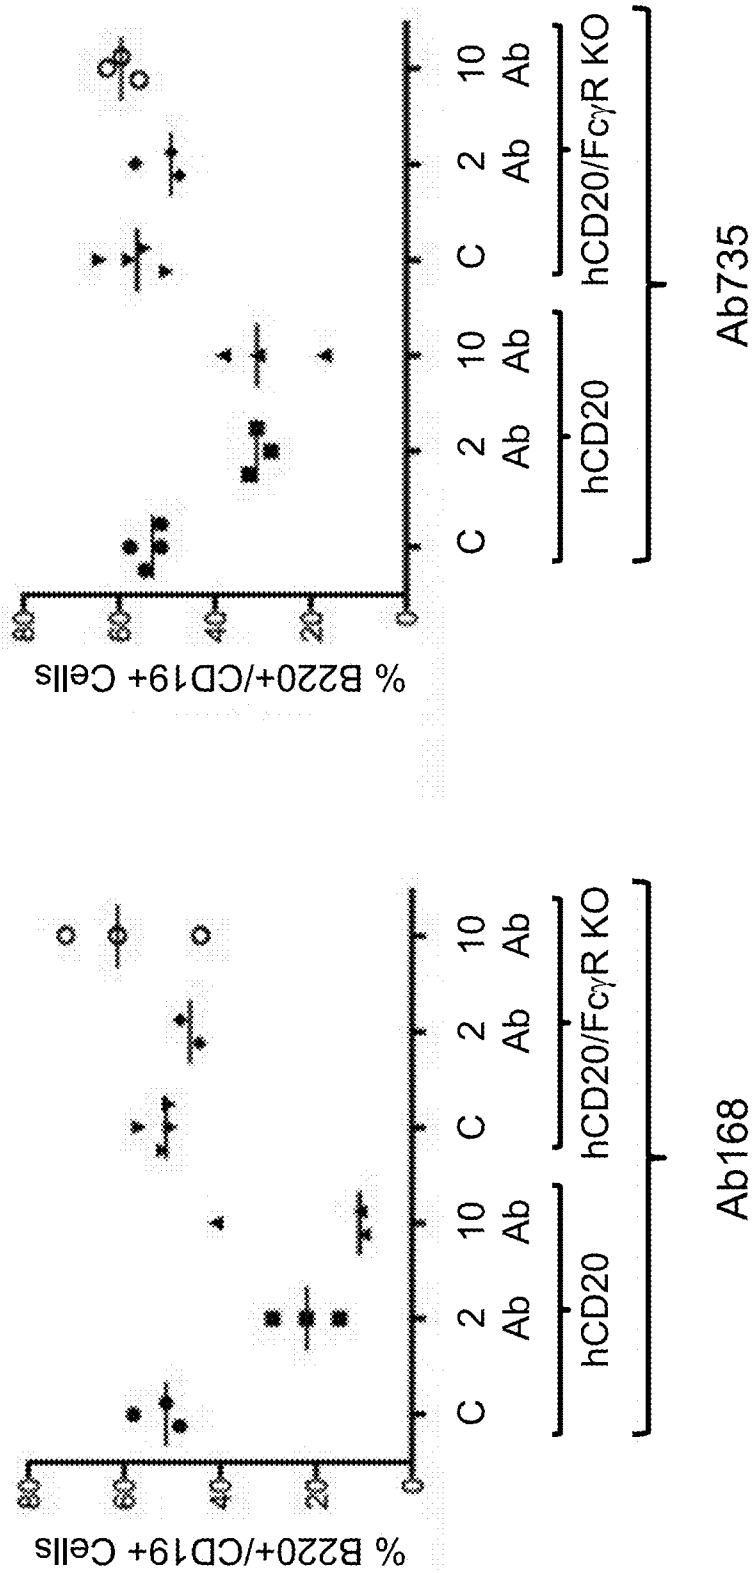 % B220+/CD19+ Cells
80
60
40
20
0
C 2 10 C 2 10
Ab Ab Ab Ab
hCD20 hCD20/FcγR KO
Ab168
% B220+/CD19+ Cells
80
60
40
20
0
C 2 10 C 2 10
Ab Ab Ab Ab
hCD20 hCD20/FcγR KO
Ab735